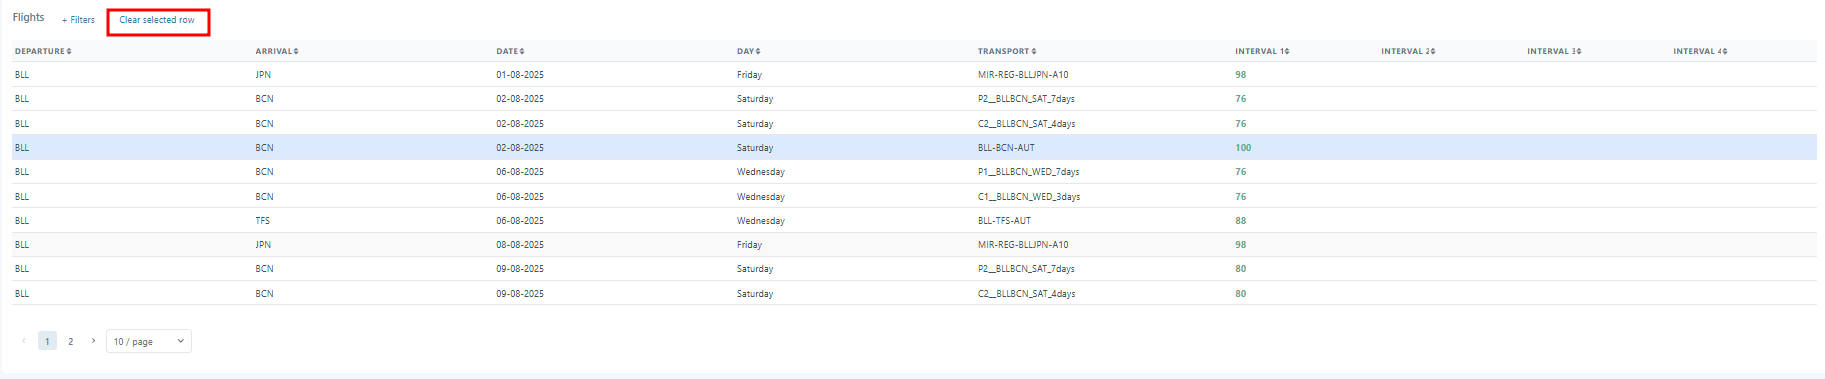 Flights + Filters Clear selected row
DEPARTURE ARRIVAL DATE DAY TRANSPORT INTERVAL 1 INTERVAL 2 INTERVAL 3 INTERVAL 4
BLL JPN 01-08-2025 Friday MIR-REG-BLLJPN-A10 98
BLL BCN 02-08-2025 Saturday P2__BLLBCN_SAT_7days 76
BLL BCN 02-08-2025 Saturday C2__BLLBCN_SAT_4days 76
BLL BCN 02-08-2025 Saturday BLL-BCN-AUT 100
BLL BCN 06-08-2025 Wednesday P1__BLLBCN_WED_7days 76
BLL BCN 06-08-2025 Wednesday C1__BLLBCN_WED_3days 76
BLL TFS 06-08-2025 Wednesday BLL-TFS-AUT 88
BLL JPN 08-08-2025 Friday MIR-REG-BLLJPN-A10 98
BLL BCN 09-08-2025 Saturday P2__BLLBCN_SAT_7days 80
BLL BCN 09-08-2025 Saturday C2__BLLBCN_SAT_4days 80
‹ 1 2 › 10 / page